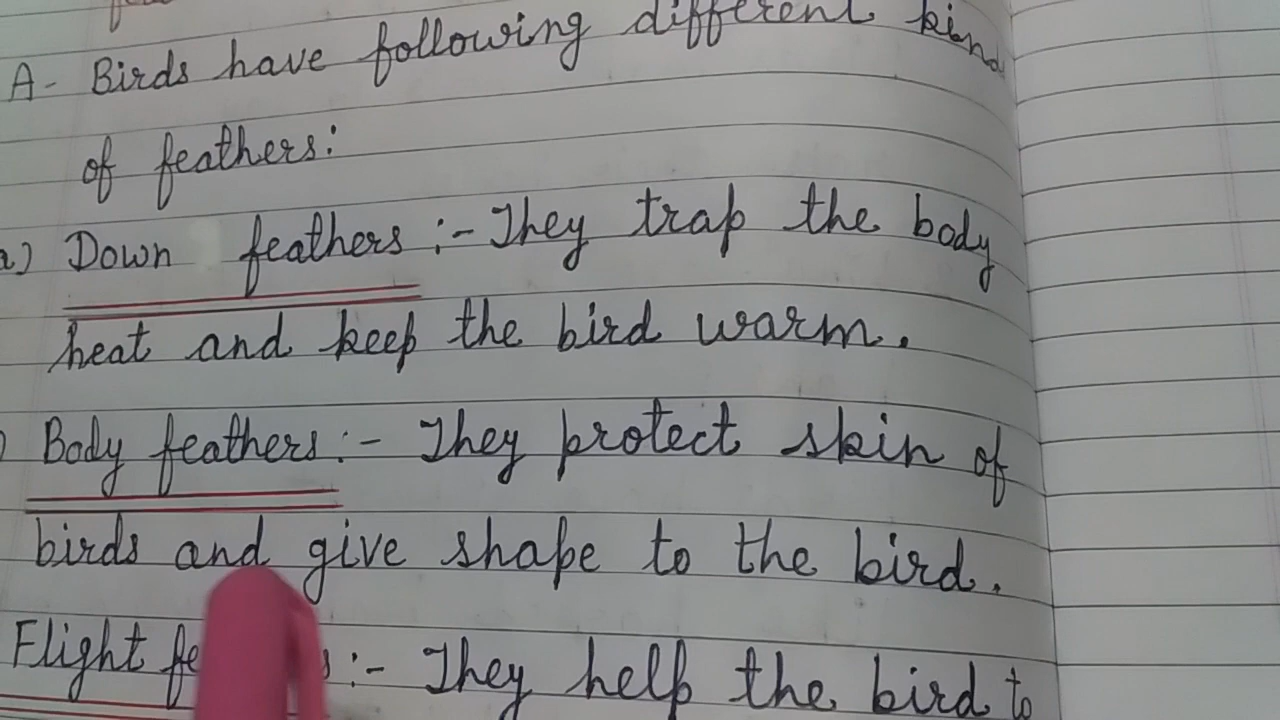 A- Birds have following different kind
of feathers:
a) Down feathers :- They trap the body
heat and keep the bird warm.
) Body feathers :- They protect skin of
birds and give shape to the bird.
Flight :- They help the bird to